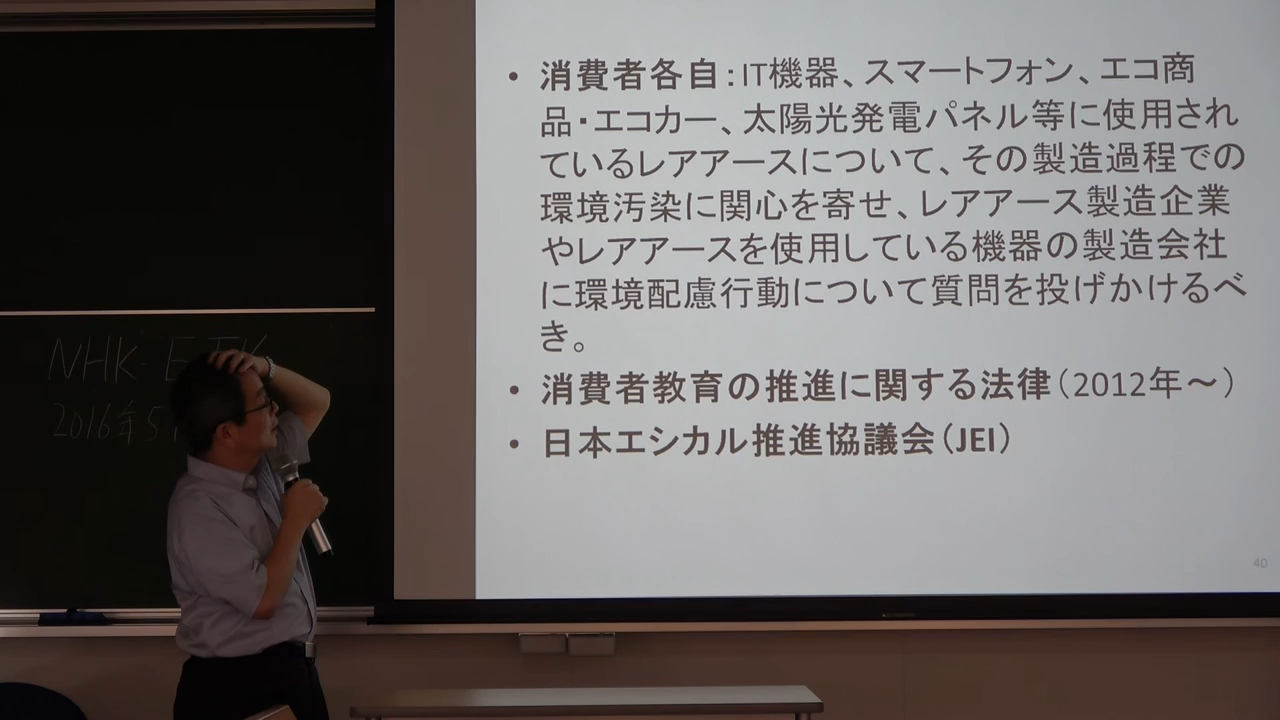 • 消費者各自：IT機器、スマートフォン、エコ商
品・エコカー、太陽光発電パネル等に使用され
ているレアアースについて、その製造過程での
環境汚染に関心を寄せ、レアアース製造企業
やレアアースを使用している機器の製造会社
に環境配慮行動について質問を投げかけるべ
き。
• 消費者教育の推進に関する法律（2012年～）
• 日本エシカル推進協議会（JEI）
40
NHK-E
2016年5